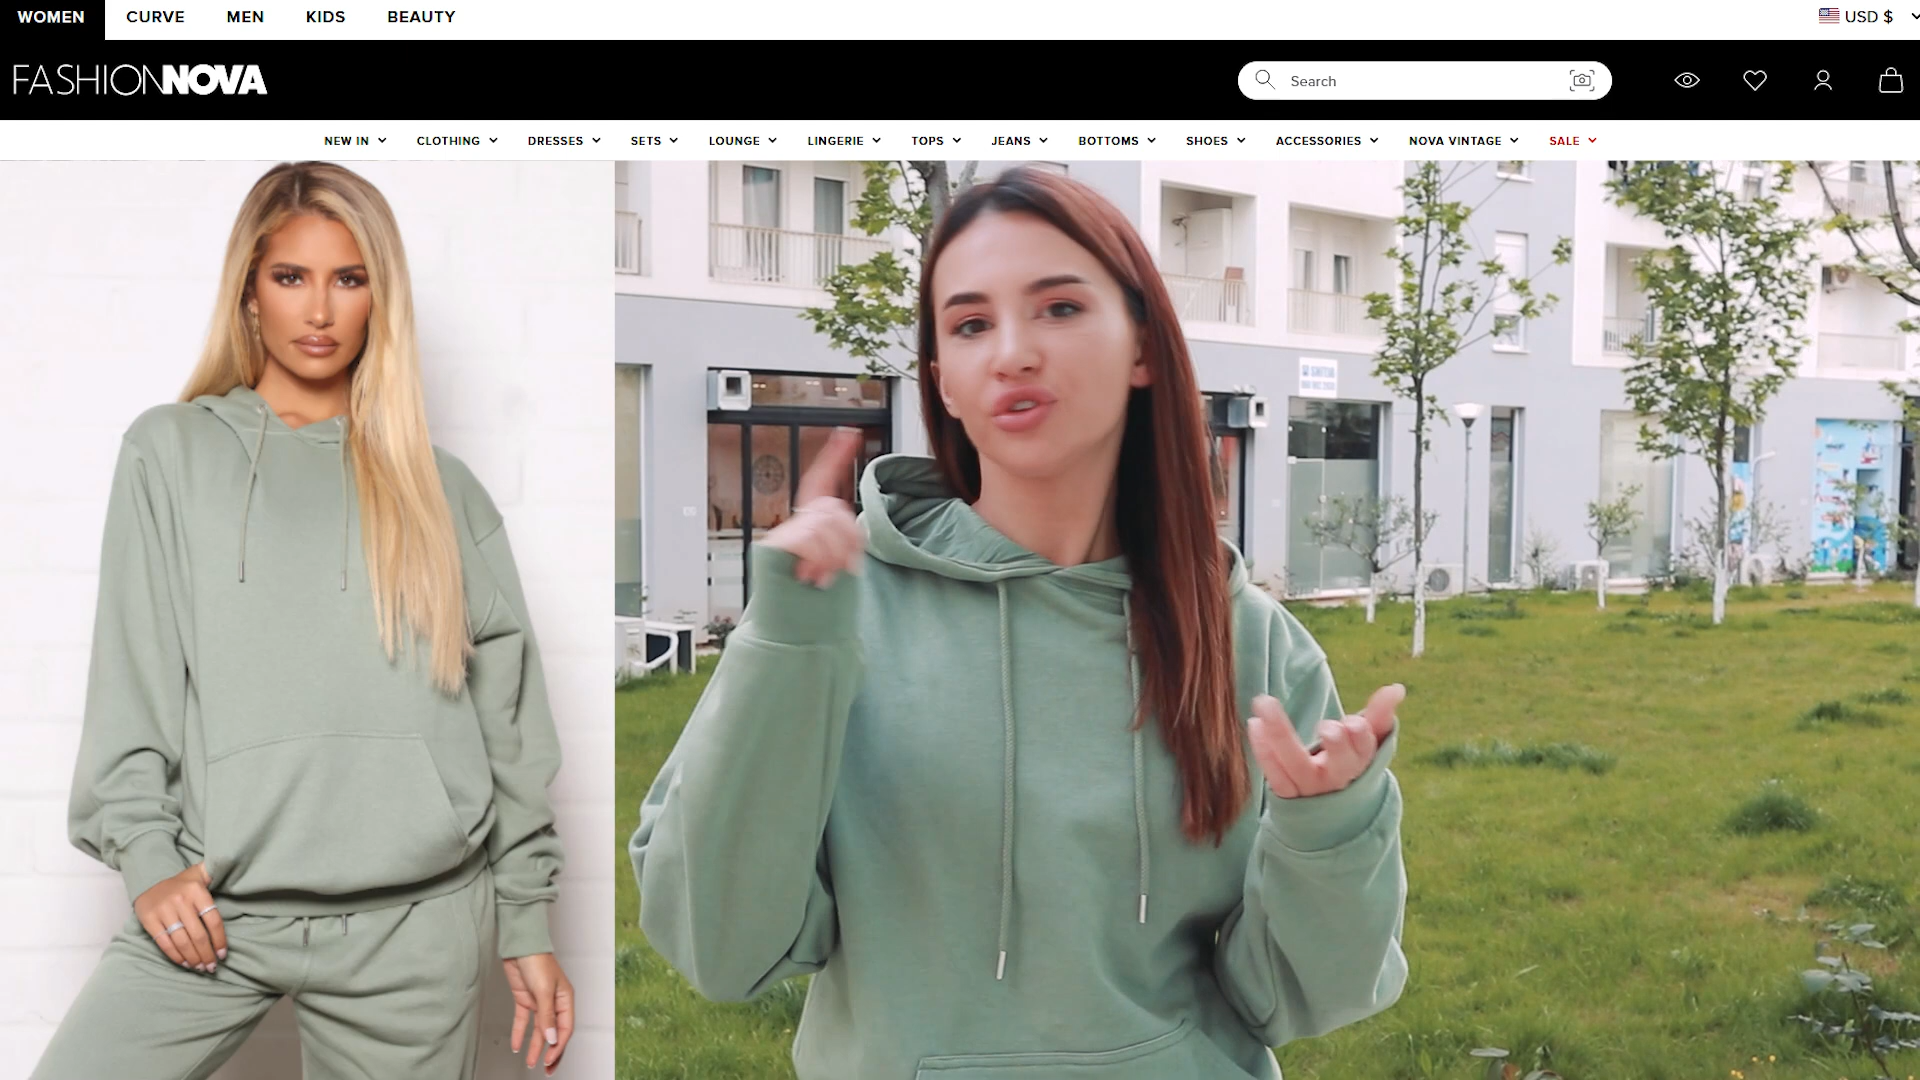 WOMEN CURVE MEN KIDS BEAUTY USD $
FASHIONNOVA Search
NEW IN CLOTHING DRESSES SETS LOUNGE LINGERIE TOPS JEANS BOTTOMS SHOES ACCESSORIES NOVA VINTAGE SALE